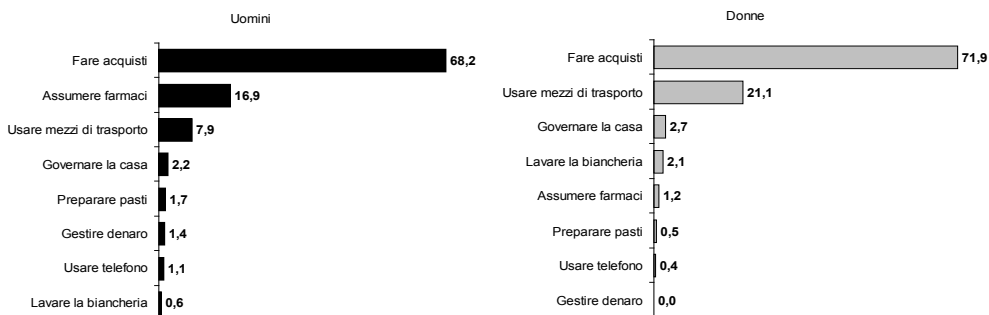 Uomini
Fare acquisti 68,2
Assumere farmaci 16,9
Usare mezzi di trasporto 7,9
Governare la casa 2,2
Preparare pasti 1,7
Gestire denaro 1,4
Usare telefono 1,1
Lavare la biancheria 0,6
Donne
Fare acquisti 71,9
Usare mezzi di trasporto 21,1
Governare la casa 2,7
Lavare la biancheria 2,1
Assumere farmaci 1,2
Preparare pasti 0,5
Usare telefono 0,4
Gestire denaro 0,0